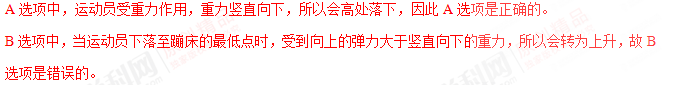 A 选项中，运动员受重力作用，重力竖直向下，所以会高处落下，因此 A 选项是正确的。
B 选项中，当运动员下落至蹦床的最低点时，受到向上的弹力大于竖直向下的重力，所以会转为上升，故 B
选项是错误的。